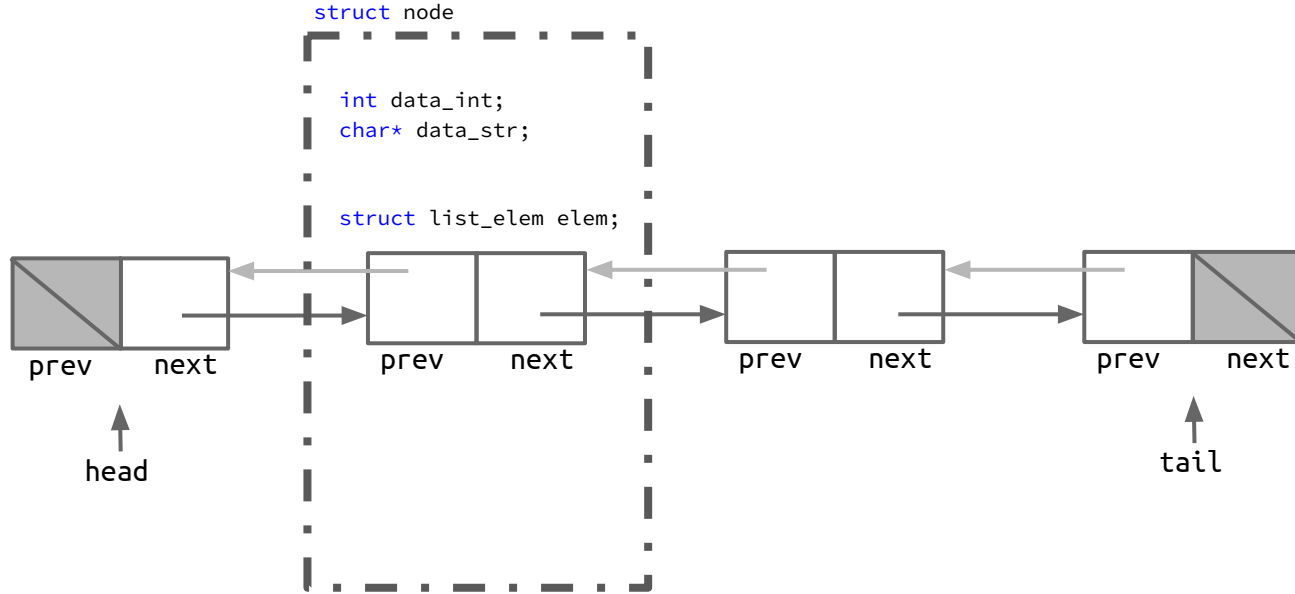 struct node
int data_int;
char* data_str;
struct list_elem elem;
prev next prev next prev next prev next
head tail